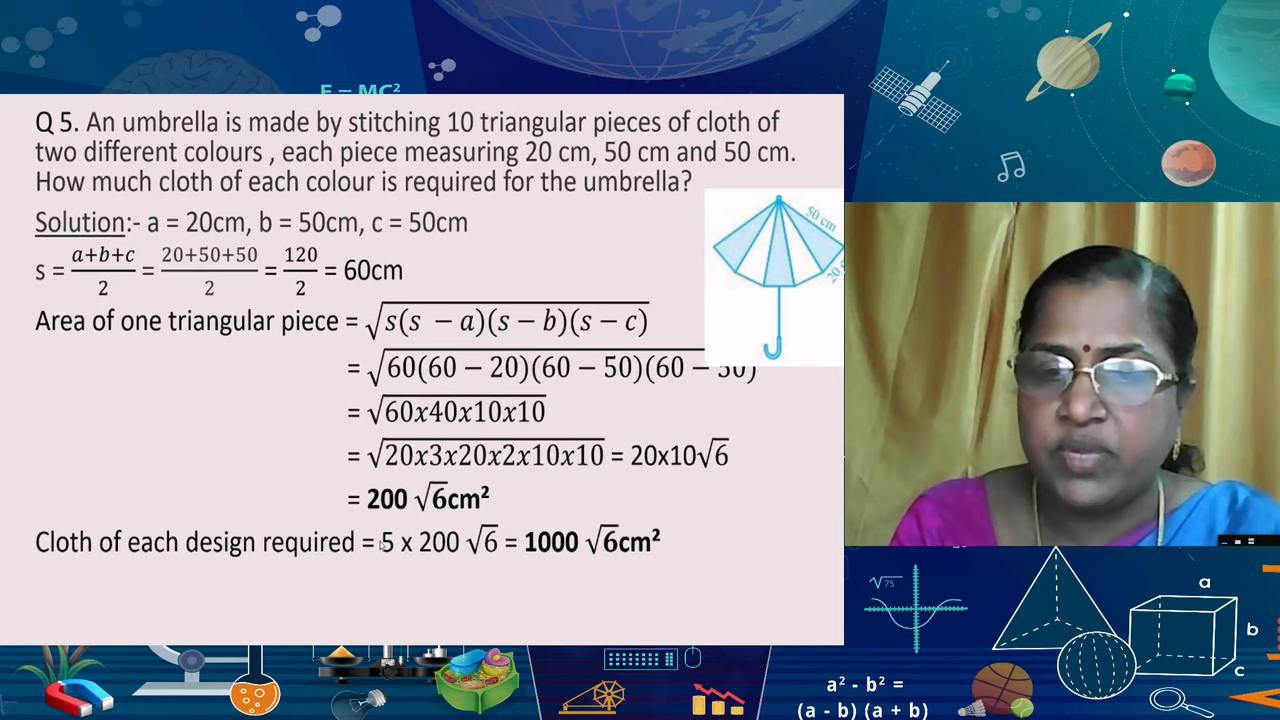 E = MC²
Q 5. An umbrella is made by stitching 10 triangular pieces of cloth of
two different colours , each piece measuring 20 cm, 50 cm and 50 cm.
How much cloth of each colour is required for the umbrella?
Solution:- a = 20cm, b = 50cm, c = 50cm
s = (a+b+c)/2 = (20+50+50)/2 = 120/2 = 60cm
50 cm
20
Area of one triangular piece = √(s(s − a)(s − b)(s − c))
= √(60(60 − 20)(60 − 50)(60 − 50))
= √(60x40x10x10)
= √(20x3x20x2x10x10) = 20x10√6
= 200 √6cm²
Cloth of each design required = 5 x 200 √6 = 1000 √6cm²
√75
a
b
c
a² - b² =
(a - b) (a + b)